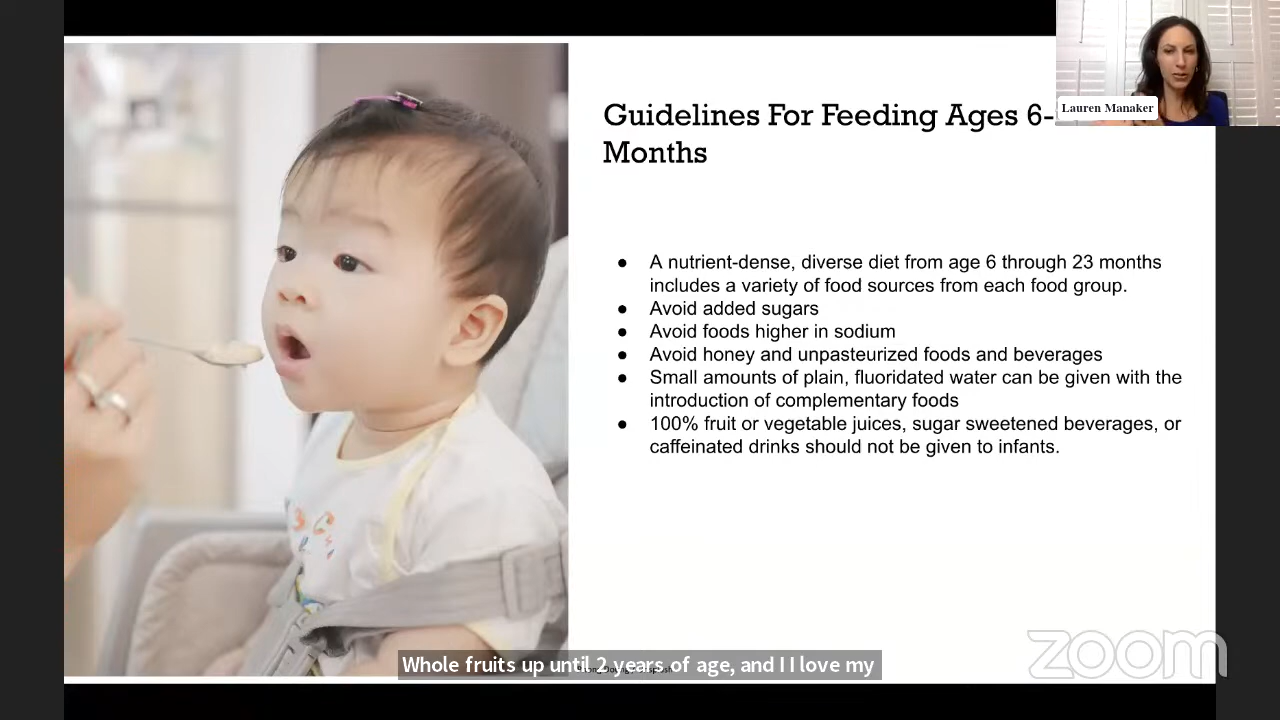 Lauren Manaker
Guidelines For Feeding Ages 6-
Months
● A nutrient-dense, diverse diet from age 6 through 23 months
includes a variety of food sources from each food group.
● Avoid added sugars
● Avoid foods higher in sodium
● Avoid honey and unpasteurized foods and beverages
● Small amounts of plain, fluoridated water can be given with the
introduction of complementary foods
● 100% fruit or vegetable juices, sugar sweetened beverages, or
caffeinated drinks should not be given to infants.
Whole fruits up until 2 years of age, and I I love my
zoom